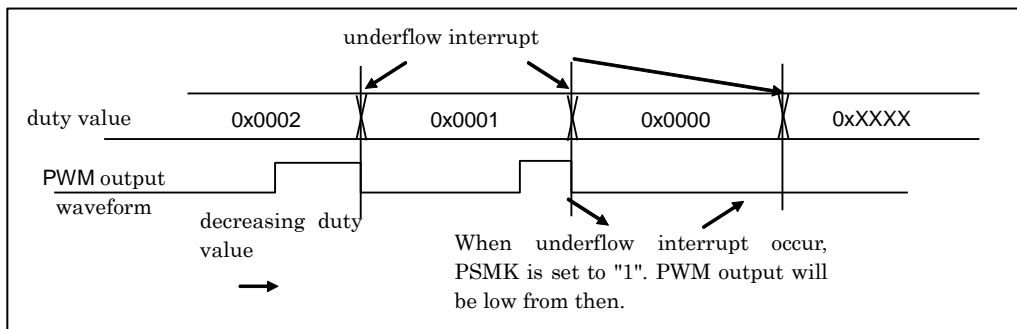 underflow interrupt
duty value
0x0002
0x0001
0x0000
0xXXXX
PWM output
waveform
decreasing duty
value
When underflow interrupt occur,
PSMK is set to "1". PWM output will
be low from then.